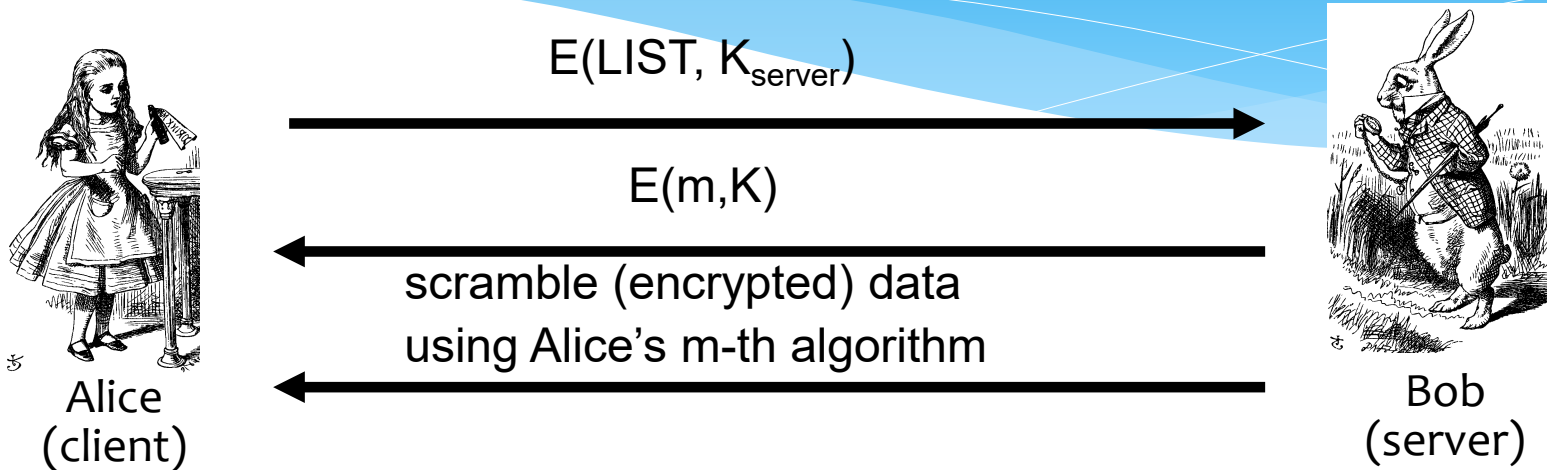 E(LIST, Kserver)
E(m,K)
scramble (encrypted) data
using Alice's m-th algorithm
Alice
(client)
Bob
(server)